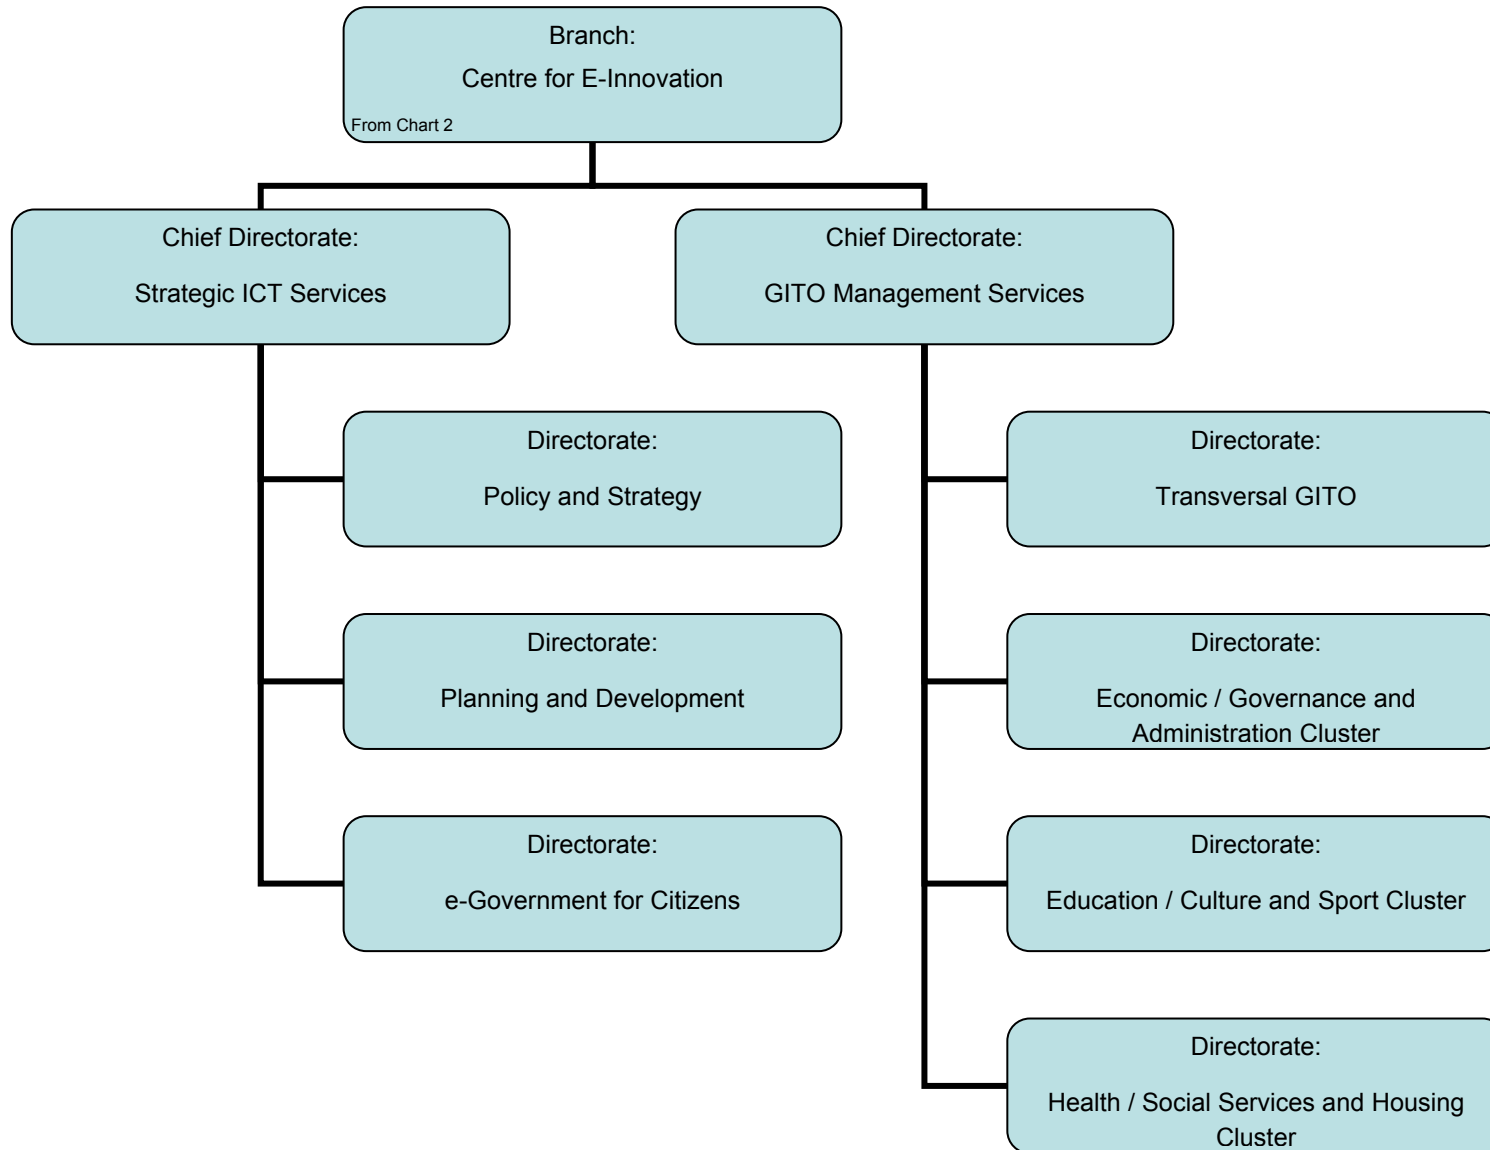 Branch:
Centre for E-Innovation
From Chart 2
Chief Directorate:
Strategic ICT Services
Chief Directorate:
GITO Management Services
Directorate:
Policy and Strategy
Directorate:
Planning and Development
Directorate:
e-Government for Citizens
Directorate:
Transversal GITO
Directorate:
Economic / Governance and
Administration Cluster
Directorate:
Education / Culture and Sport Cluster
Directorate:
Health / Social Services and Housing
Cluster